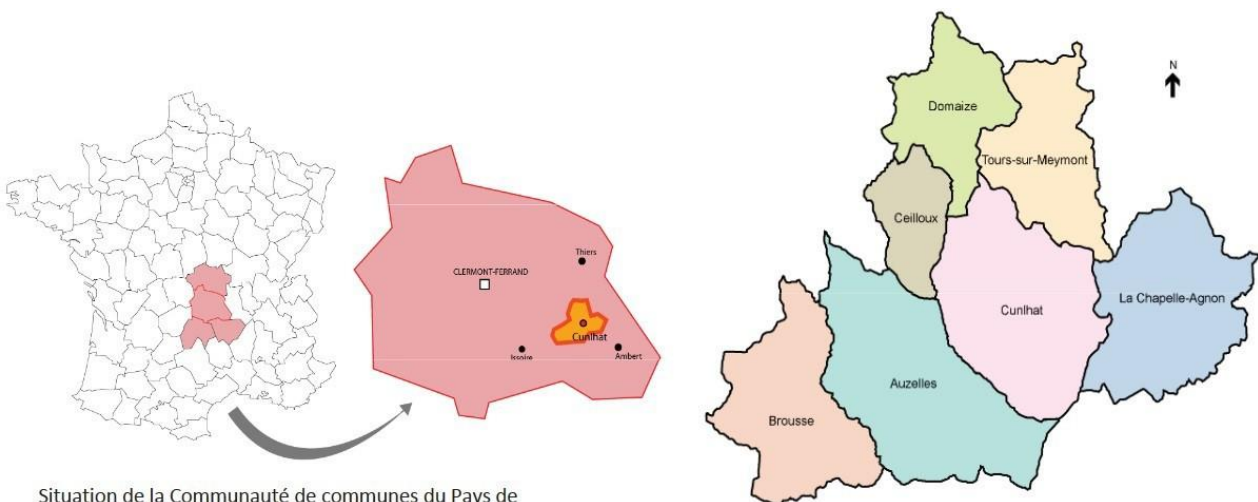 CLERMONT-FERRAND
Thiers
Cunlhat
Issoire
Ambert
N
Domaize
Tours-sur-Meymont
Ceilloux
La Chapelle-Agnon
Cunlhat
Auzelles
Brousse
Situation de la Communauté de communes du Pays de